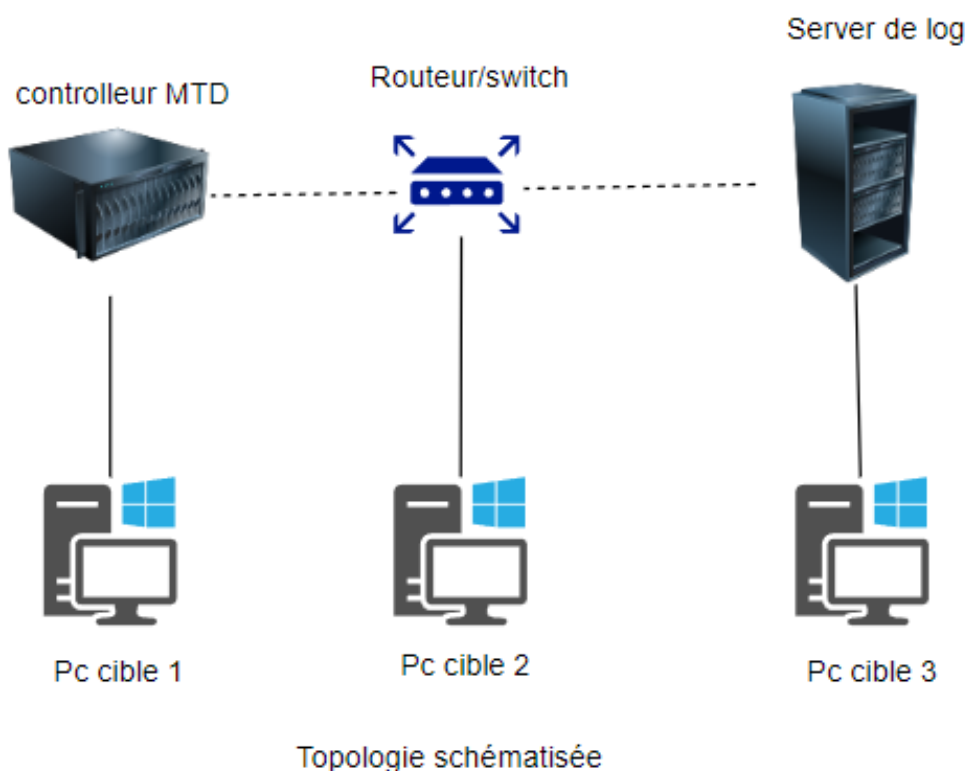 Server de log
Routeur/switch
controlleur MTD
Pc cible 1
Pc cible 2
Pc cible 3
Topologie schématisée